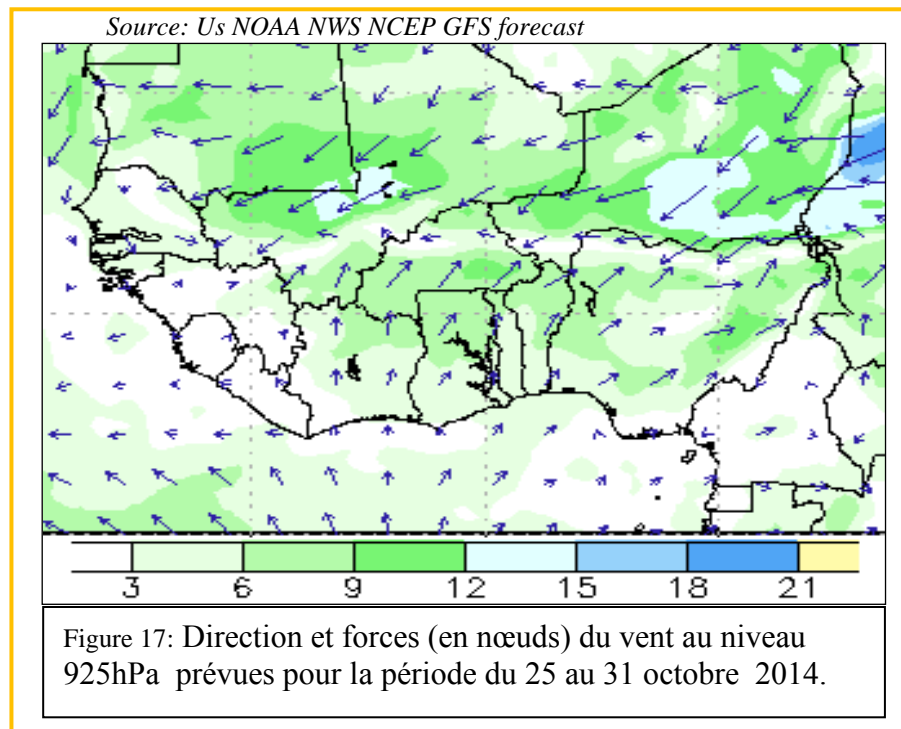 Source: Us NOAA NWS NCEP GFS forecast
3 6 9 12 15 18 21
Figure 17: Direction et forces (en nœuds) du vent au niveau
925hPa prévues pour la période du 25 au 31 octobre 2014.